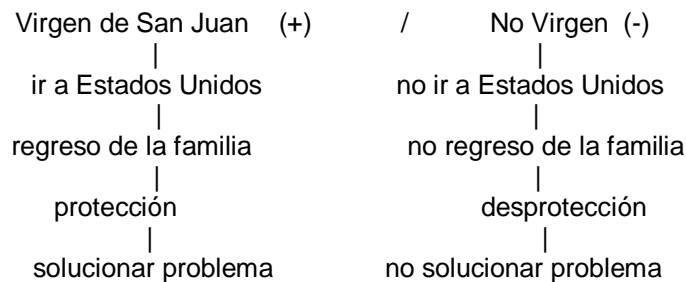 Virgen de San Juan (+) / No Virgen (-)
| |
ir a Estados Unidos no ir a Estados Unidos
| |
regreso de la familia no regreso de la familia
| |
protección desprotección
| |
solucionar problema no solucionar problema